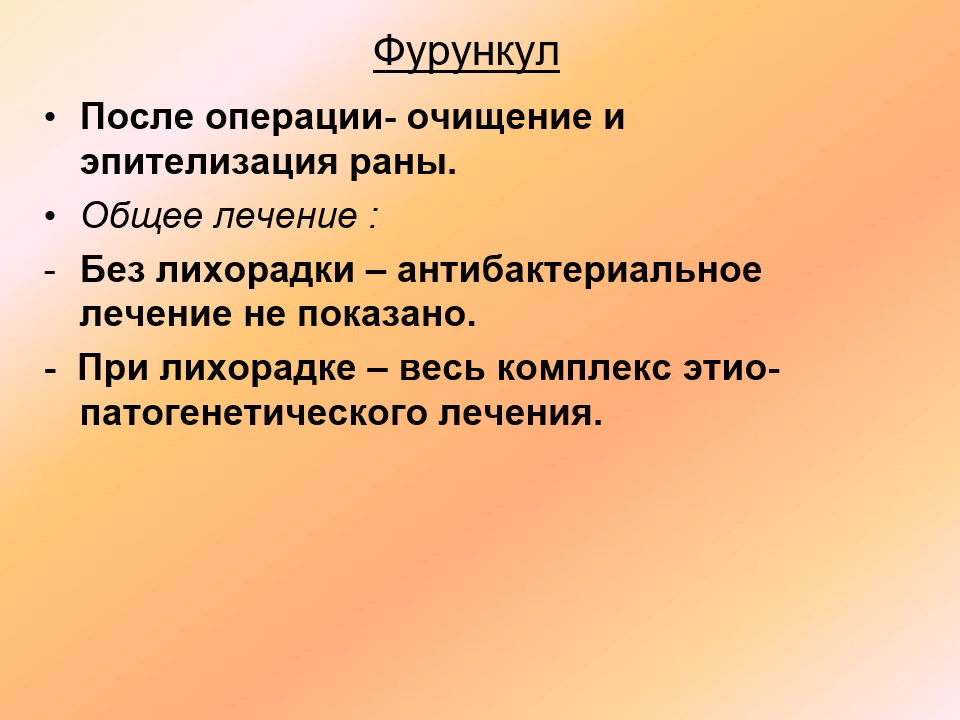 Фурункул
• После операции- очищение и
эпителизация раны.
• Общее лечение :
- Без лихорадки – антибактериальное
лечение не показано.
- При лихорадке – весь комплекс этио-
патогенетического лечения.